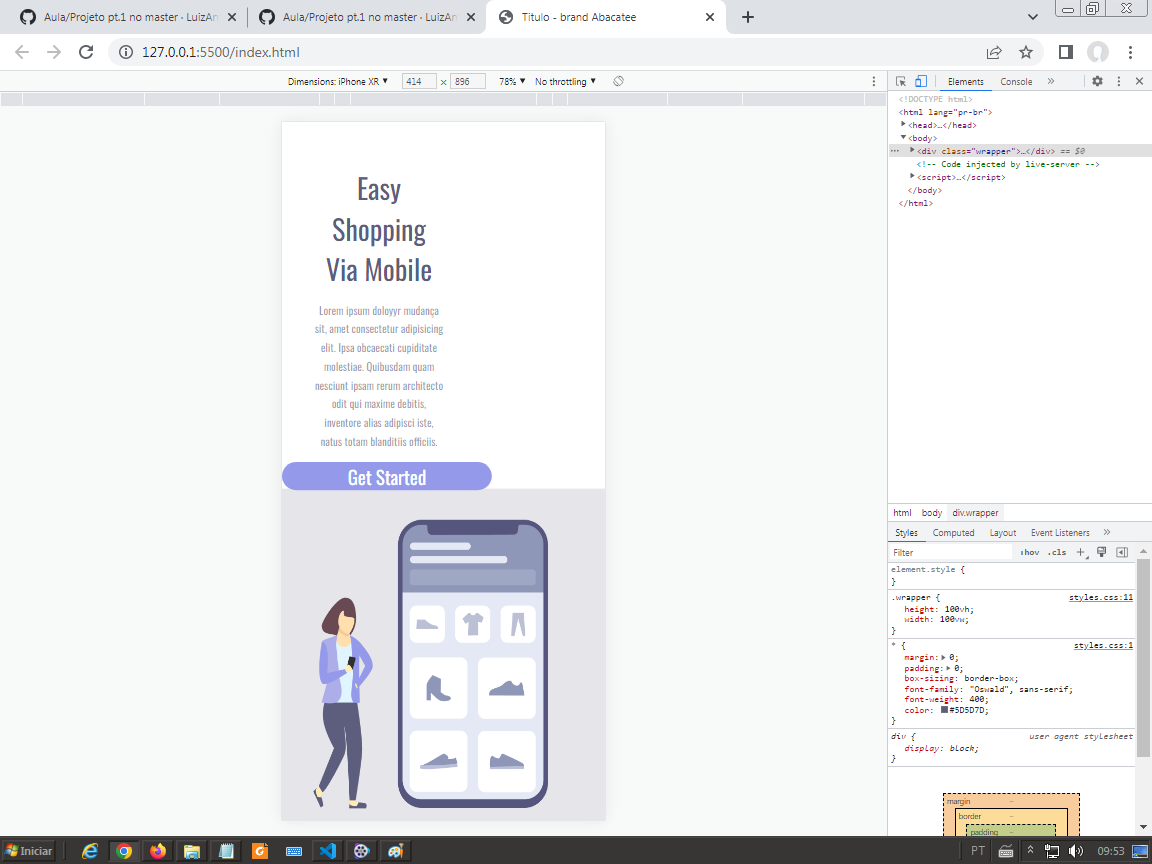 Aula/Projeto pt.1 no master · LuizAn
Aula/Projeto pt.1 no master · LuizAn
Titulo - brand Abacatee
127.0.0.1:5500/index.html
Dimensions: iPhone XR
414
×
896
78%
No throttling
Elements
Console
<!DOCTYPE html>
<html lang="pr-br">
<head>…</head>
<body>
<div class="wrapper">…</div> == $0
<!-- Code injected by live-server -->
<script>…</script>
</body>
</html>
Easy
Shopping
Via Mobile
Lorem ipsum doloyyr mudança
sit, amet consectetur adipisicing
elit. Ipsa obcaecati cupiditate
molestiae. Quibusdam quam
nesciunt ipsam rerum architecto
odit qui maxime debitis,
inventore alias adipisci iste,
natus totam blanditiis officiis.
Get Started
html body div.wrapper
Styles Computed Layout Event Listeners
Filter
:hov .cls
element.style {
}
.wrapper { styles.css:11
height: 100vh;
width: 100vw;
}
* { styles.css:1
margin: 0;
padding: 0;
box-sizing: border-box;
font-family: "Oswald", sans-serif;
font-weight: 400;
color: #5D5D7D;
}
div { user agent stylesheet
display: block;
}
margin –
border –
padding –
Iniciar
PT
09:53